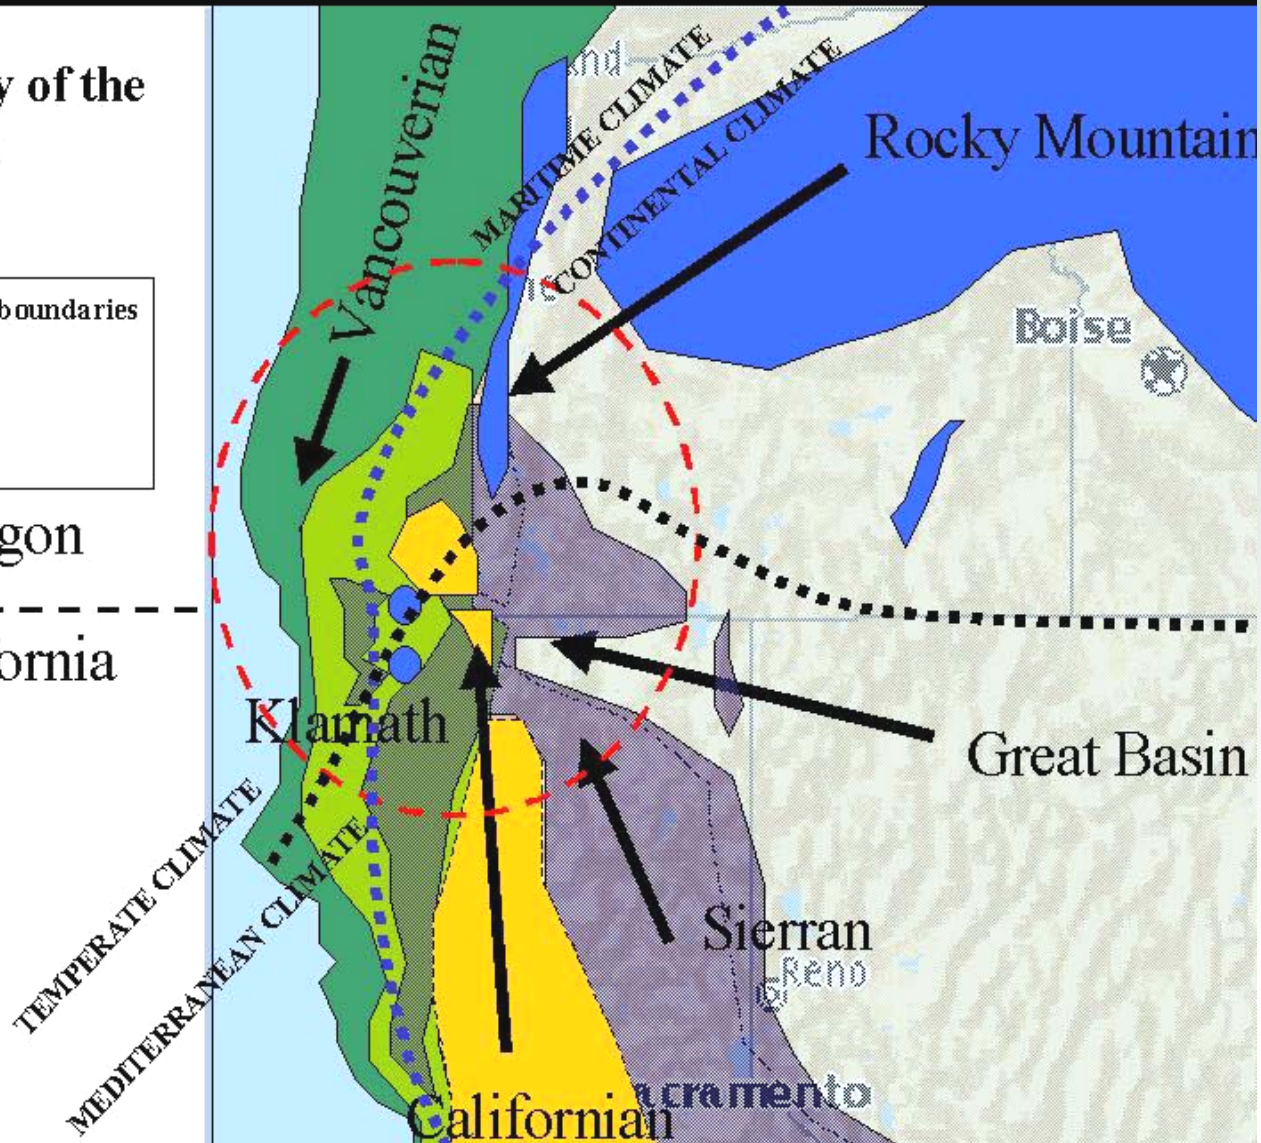 y of the
boundaries
gon
ornia
Vancouverian
MARITIME CLIMATE
CONTINENTAL CLIMATE
Rocky Mountain
Boise
Klamath
Great Basin
TEMPERATE CLIMATE
MEDITERRANEAN CLIMATE
Sierran
Reno
acramento
Californian